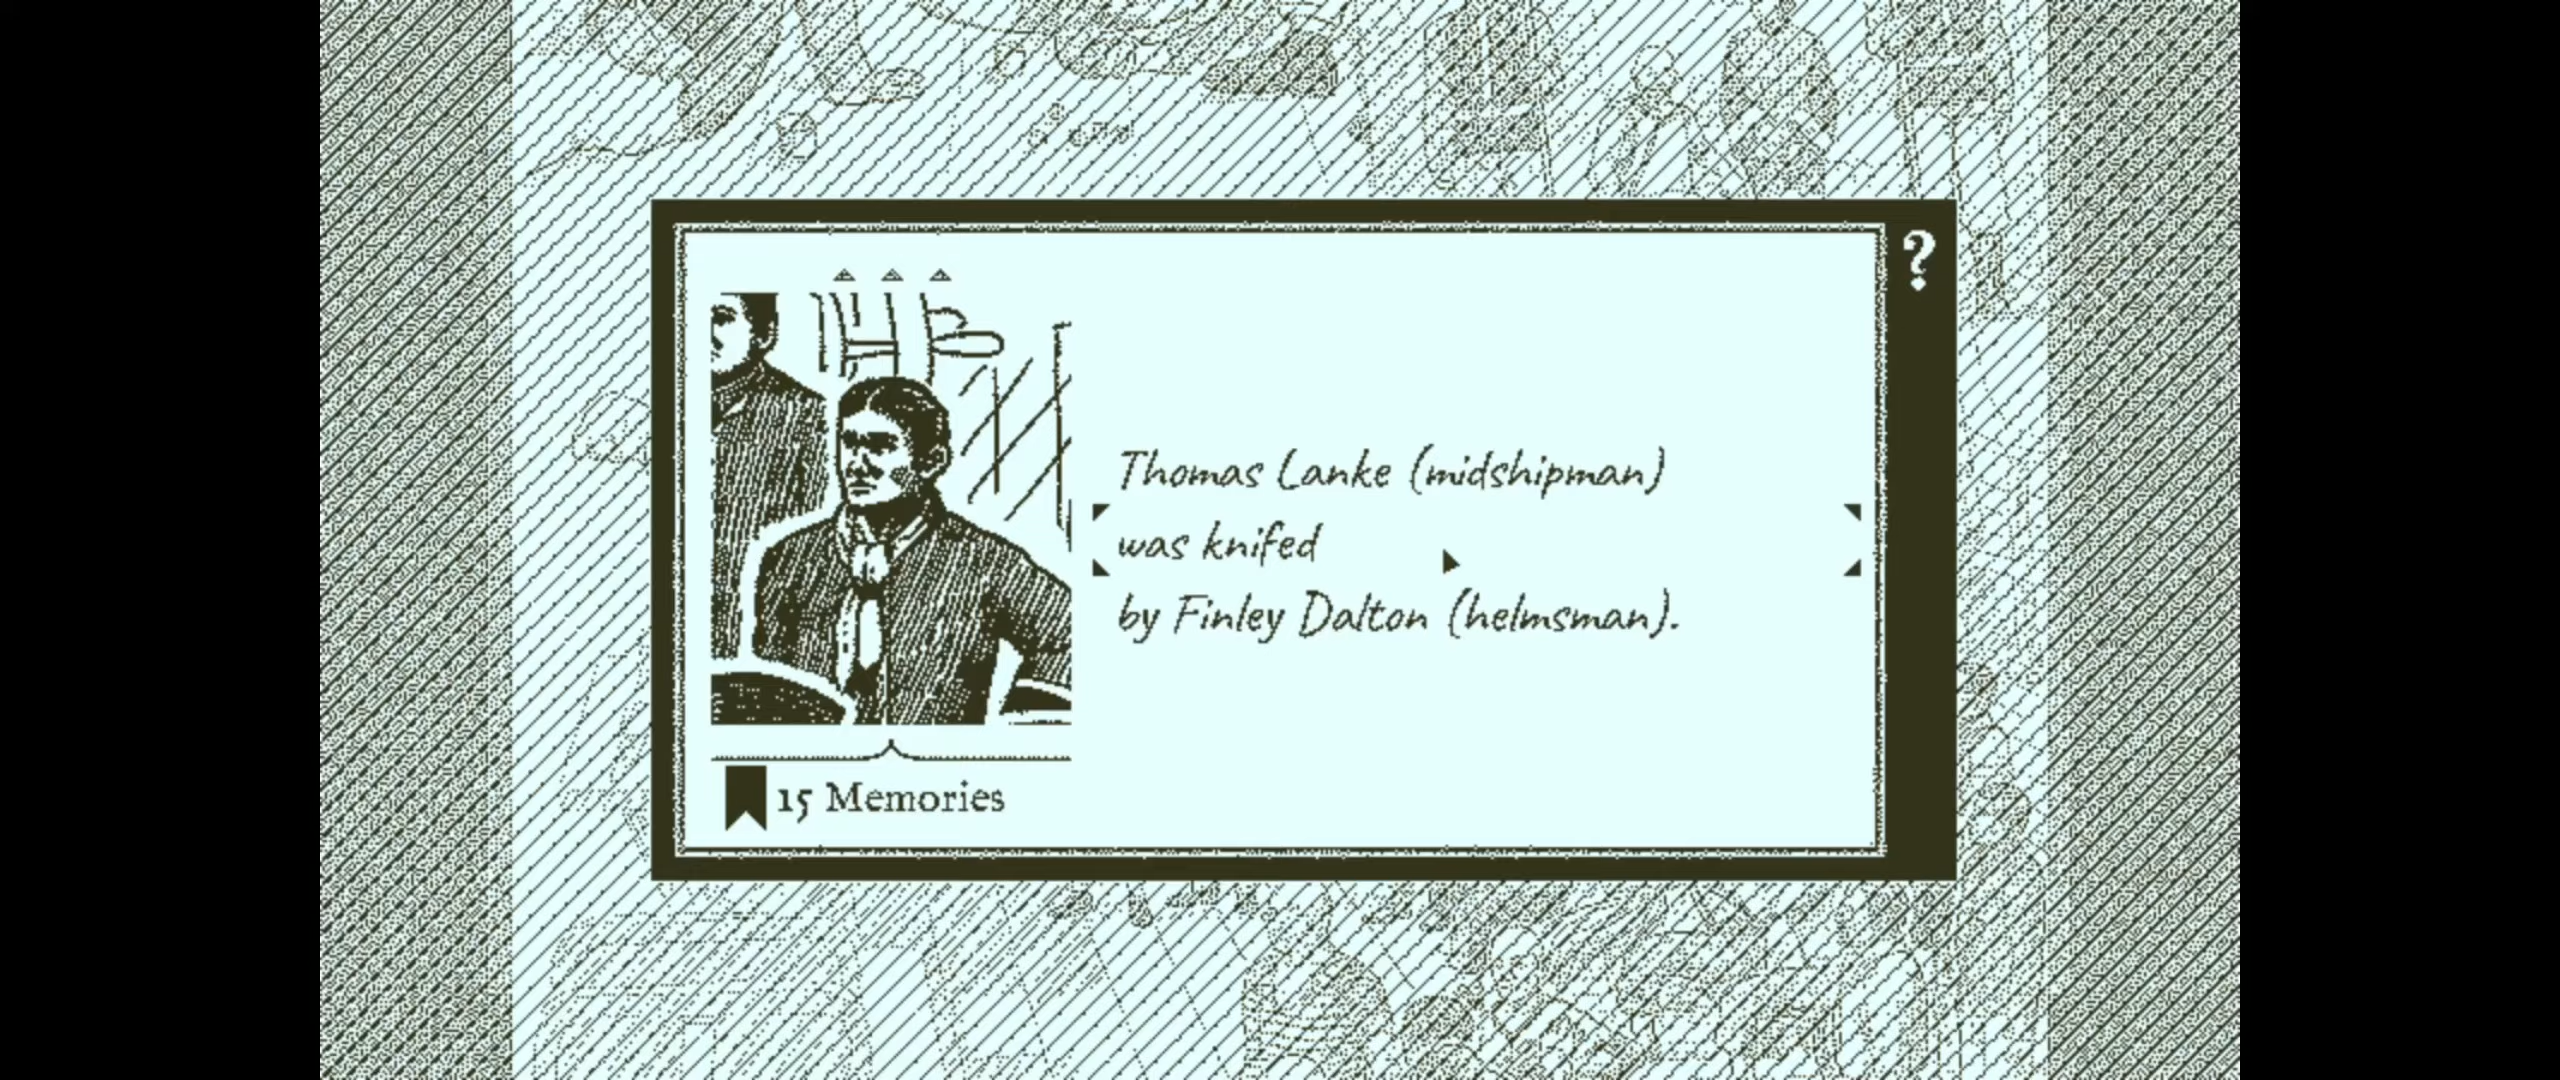 ?
Thomas Lanke (midshipman)
was knifed
by Finley Dalton (helmsman).
15 Memories